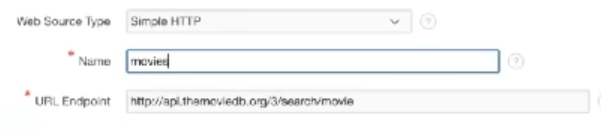 Web Source Type Simple HTTP
* Name movies
* URL Endpoint http://api.themoviedb.org/3/search/movie